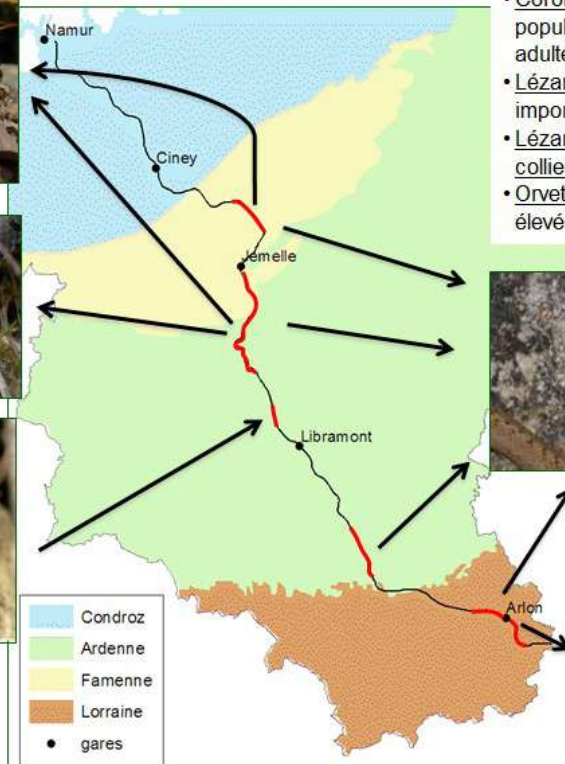 Namur
popul
adulte
• Lézar
impor
• Lézar
collie
• Orvet
élevé
Ciney
Jemelle
Libramont
Arlon
Condroz
Ardenne
Famenne
Lorraine
gares